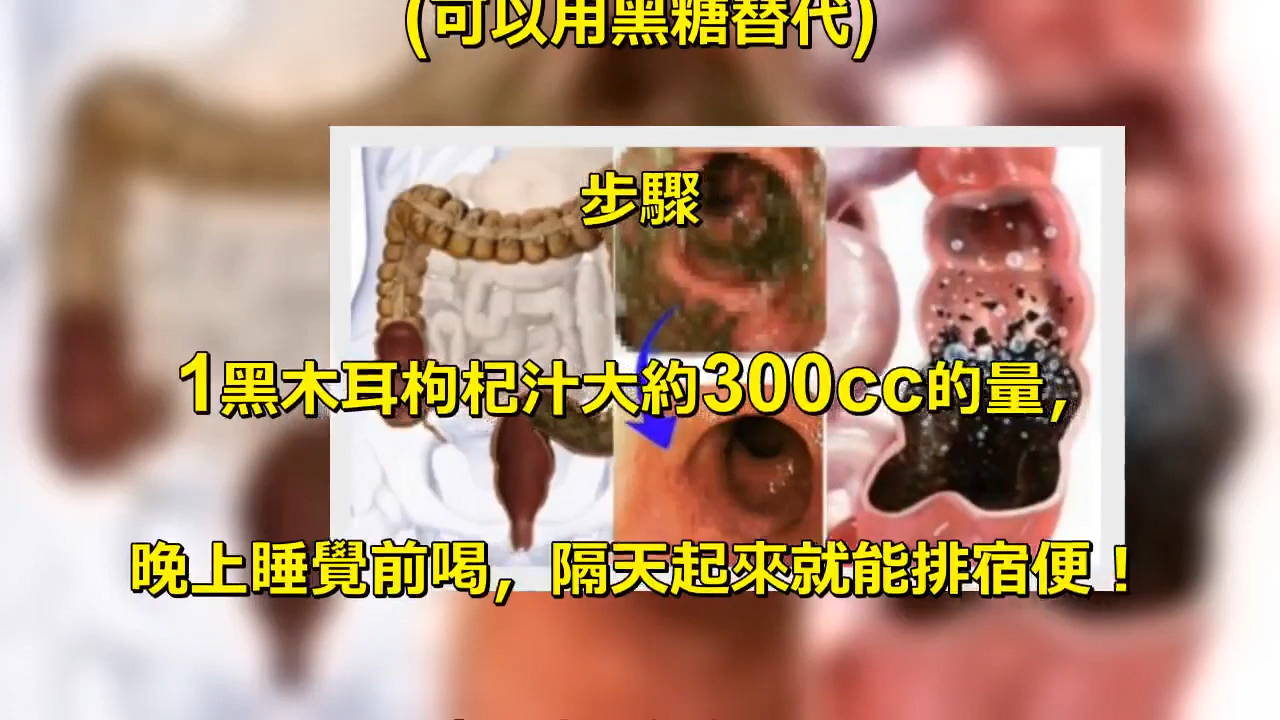 (可以用黑糖替代)
步驟
1黑木耳枸杞汁大約300cc的量,
晚上睡覺前喝，隔天起來就能排宿便！